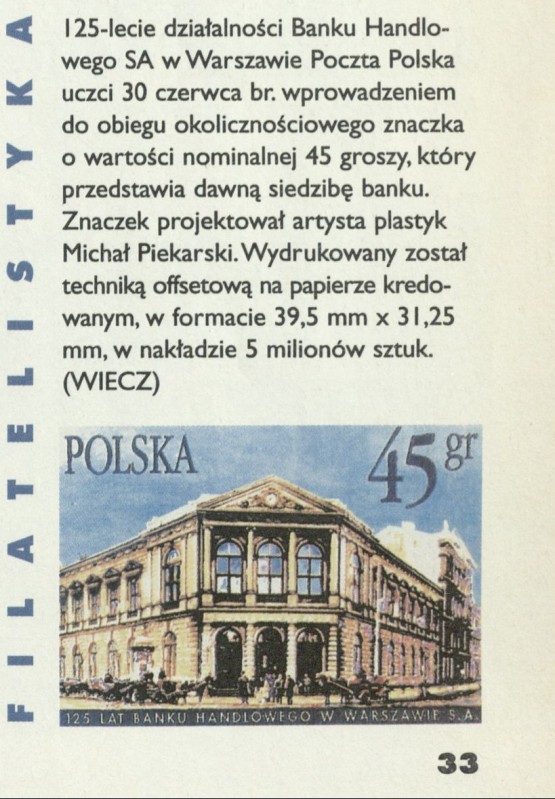 FILATELISTYKA
125-lecie działalności Banku Handlo-
wego SA w Warszawie Poczta Polska
uczci 30 czerwca br. wprowadzeniem
do obiegu okolicznościowego znaczka
o wartości nominalnej 45 groszy, który
przedstawia dawną siedzibę banku.
Znaczek projektował artysta plastyk
Michał Piekarski. Wydrukowany został
techniką offsetową na papierze kredo-
wanym, w formacie 39,5 mm x 31,25
mm, w nakładzie 5 milionów sztuk.
(WIECZ)
POLSKA
45 gr
125 LAT BANKU HANDLOWEGO W WARSZAWIE S.A.
33